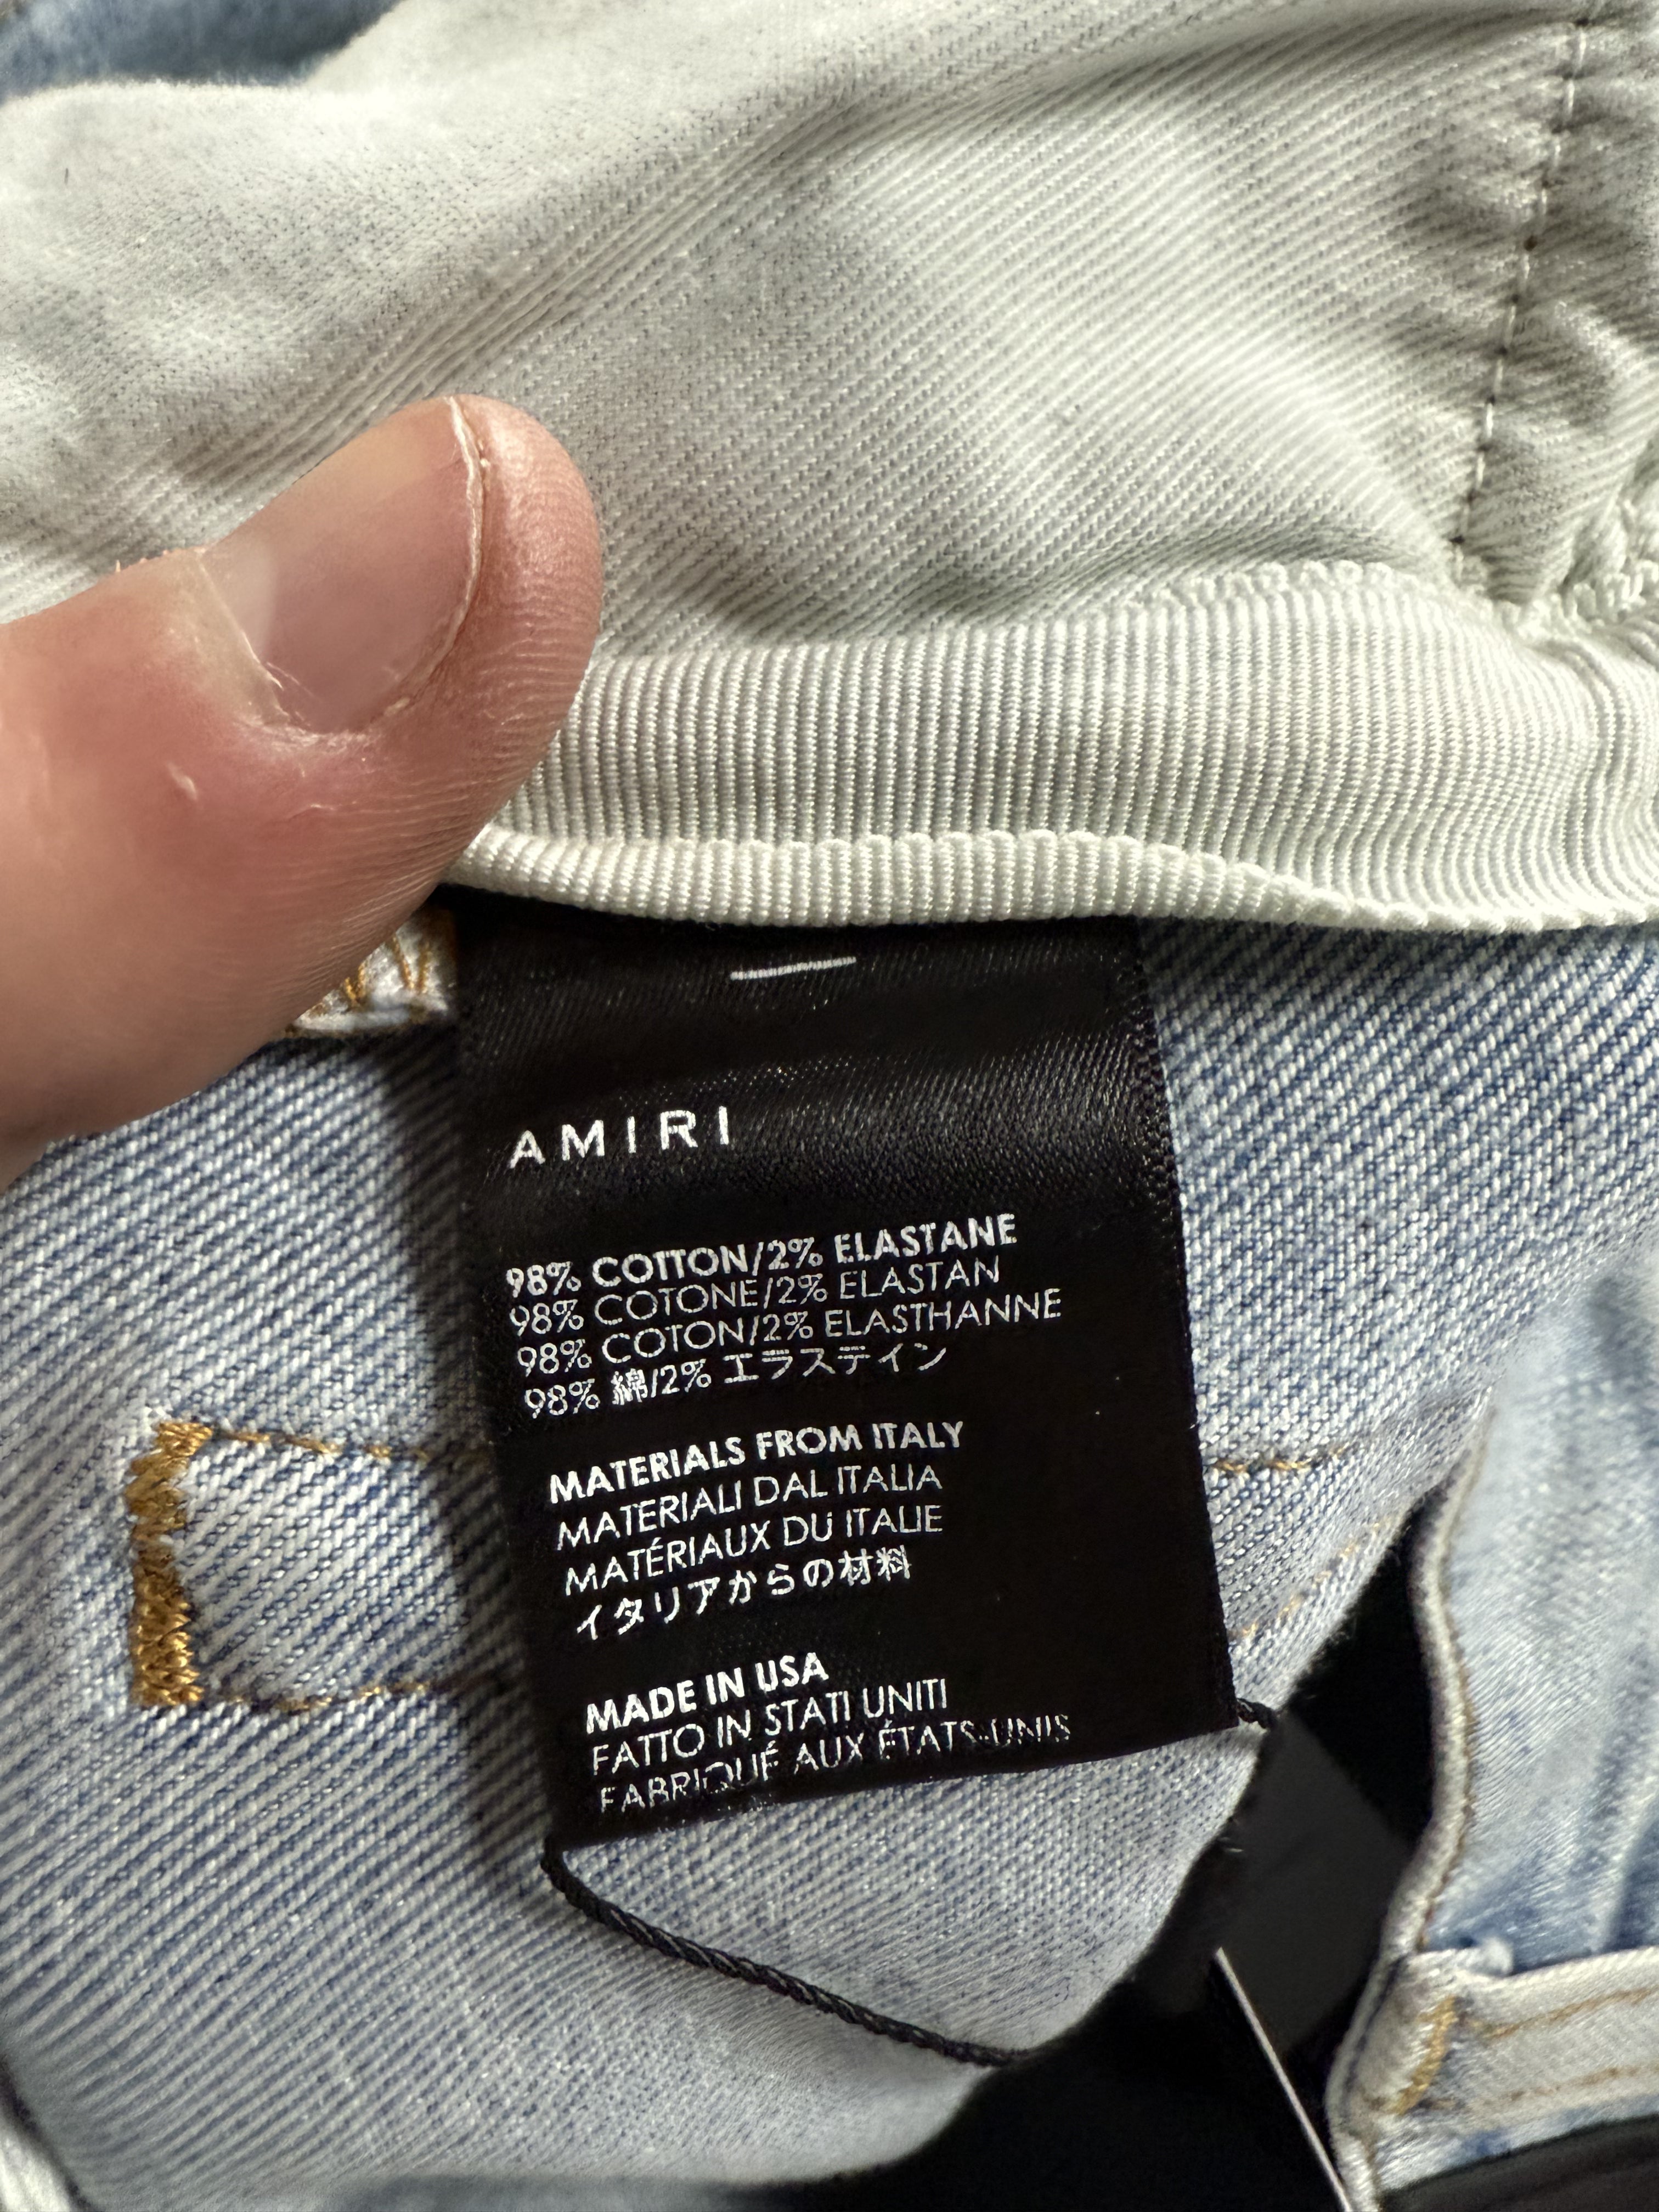 AMIRI
98% COTTON/2% ELASTANE
98% COTONE/2% ELASTAN
98% COTON/2% ELASTHANNE
98% 綿/2% エラステイン
MATERIALS FROM ITALY
MATERIALI DAL ITALIA
MATÉRIAUX DU ITALIE
イタリアからの材料
MADE IN USA
FATTO IN STATI UNITI
FABRIQUÉ AUX ÉTATS-UNIS